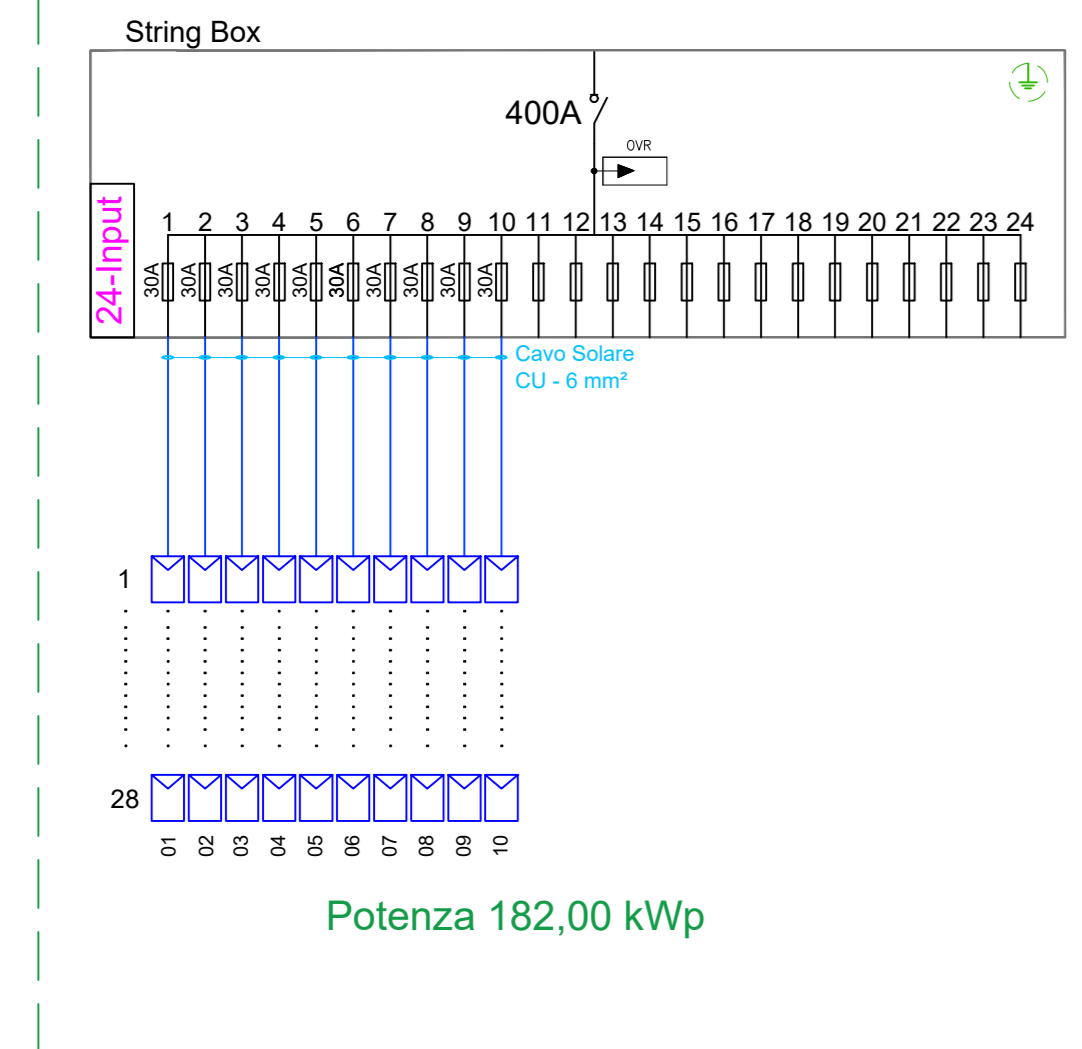 String Box
400A
OVR
24-Input
1 2 3 4 5 6 7 8 9 10 11 12 13 14 15 16 17 18 19 20 21 22 23 24
30A 30A 30A 30A 30A 30A 30A 30A 30A 30A
Cavo Solare
CU - 6 mm²
1
28
01 02 03 04 05 06 07 08 09 10
Potenza 182,00 kWp